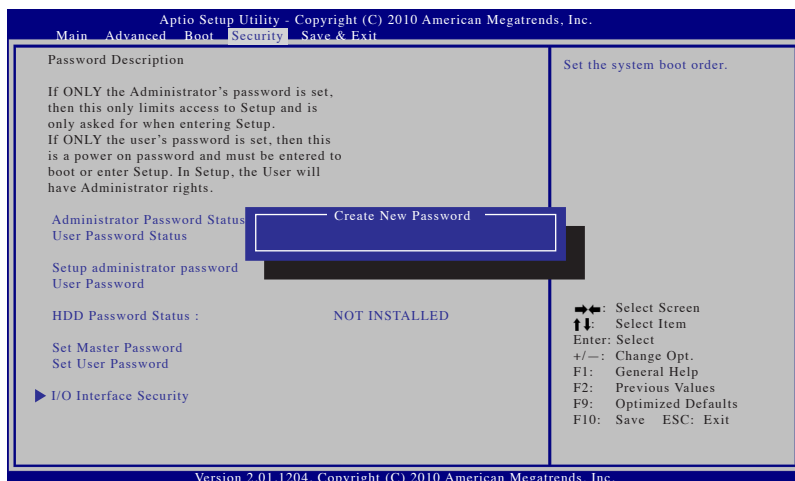 Aptio Setup Utility - Copyright (C) 2010 American Megatrends, Inc.
Main Advanced Boot Security Save & Exit
Password Description
If ONLY the Administrator's password is set,
then this only limits access to Setup and is
only asked for when entering Setup.
If ONLY the user's password is set, then this
is a power on password and must be entered to
boot or enter Setup. In Setup, the User will
have Administrator rights.
Administrator Password Status
User Password Status
Create New Password
Setup administrator password
User Password
HDD Password Status : NOT INSTALLED
Set Master Password
Set User Password
I/O Interface Security
Set the system boot order.
➡⬅: Select Screen
⬆⬇: Select Item
Enter: Select
+/—: Change Opt.
F1: General Help
F2: Previous Values
F9: Optimized Defaults
F10: Save ESC: Exit
Version 2.01.1204. Copyright (C) 2010 American Megatrends, Inc.